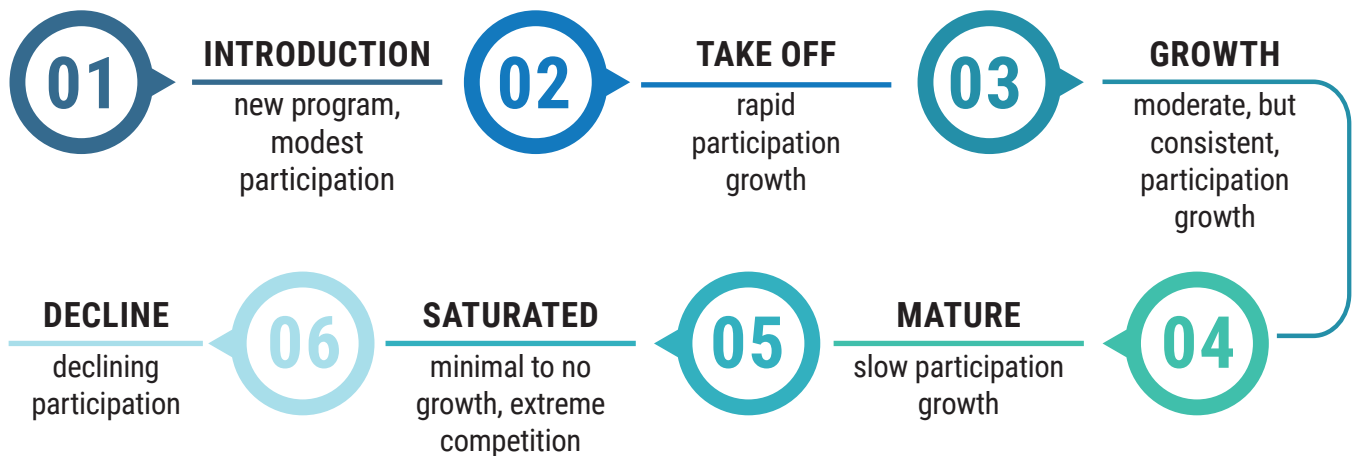 01
INTRODUCTION
new program,
modest
participation
02
TAKE OFF
rapid
participation
growth
03
GROWTH
moderate, but
consistent,
participation
growth
04
MATURE
slow participation
growth
05
SATURATED
minimal to no
growth, extreme
competition
06
DECLINE
declining
participation